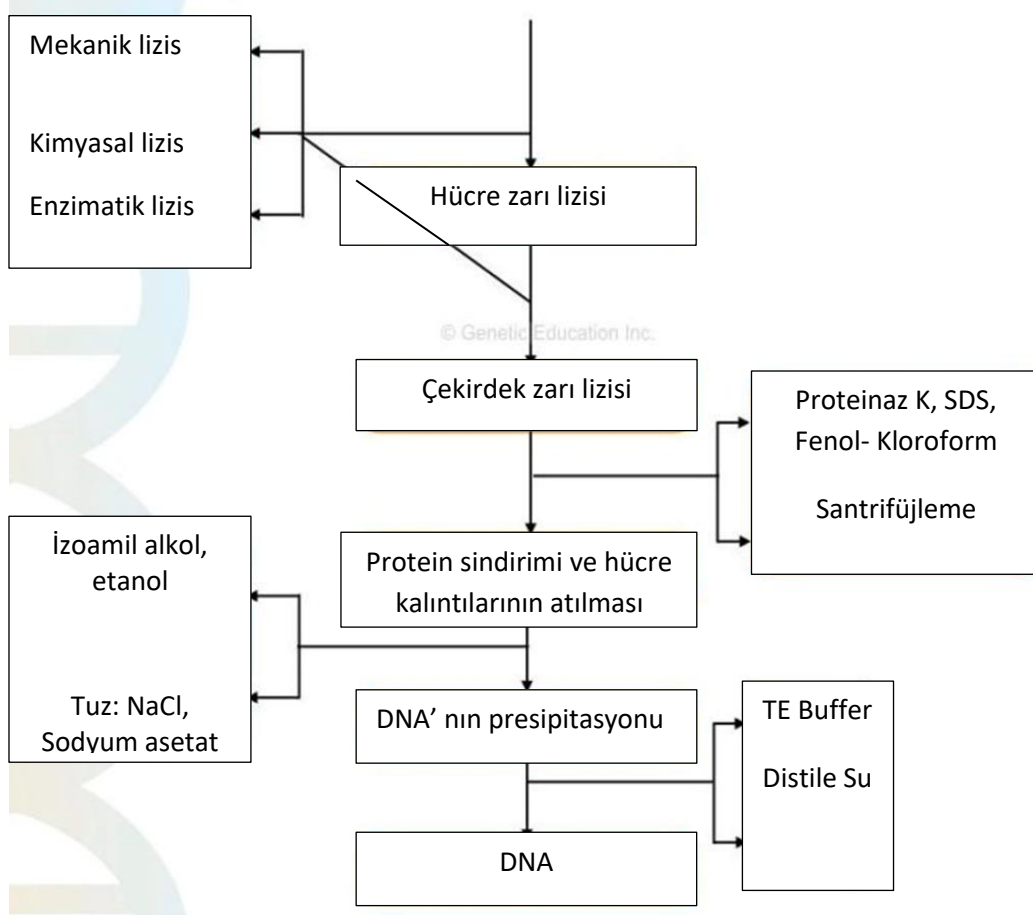 Mekanik lizis
Kimyasal lizis
Enzimatik lizis
Hücre zarı lizisi
© Genetic Education Inc.
Çekirdek zarı lizisi
Proteinaz K, SDS,
Fenol- Kloroform
Santrifüjleme
İzoamil alkol,
etanol
Tuz: NaCl,
Sodyum asetat
Protein sindirimi ve hücre
kalıntılarının atılması
DNA’ nın presipitasyonu
TE Buffer
Distile Su
DNA